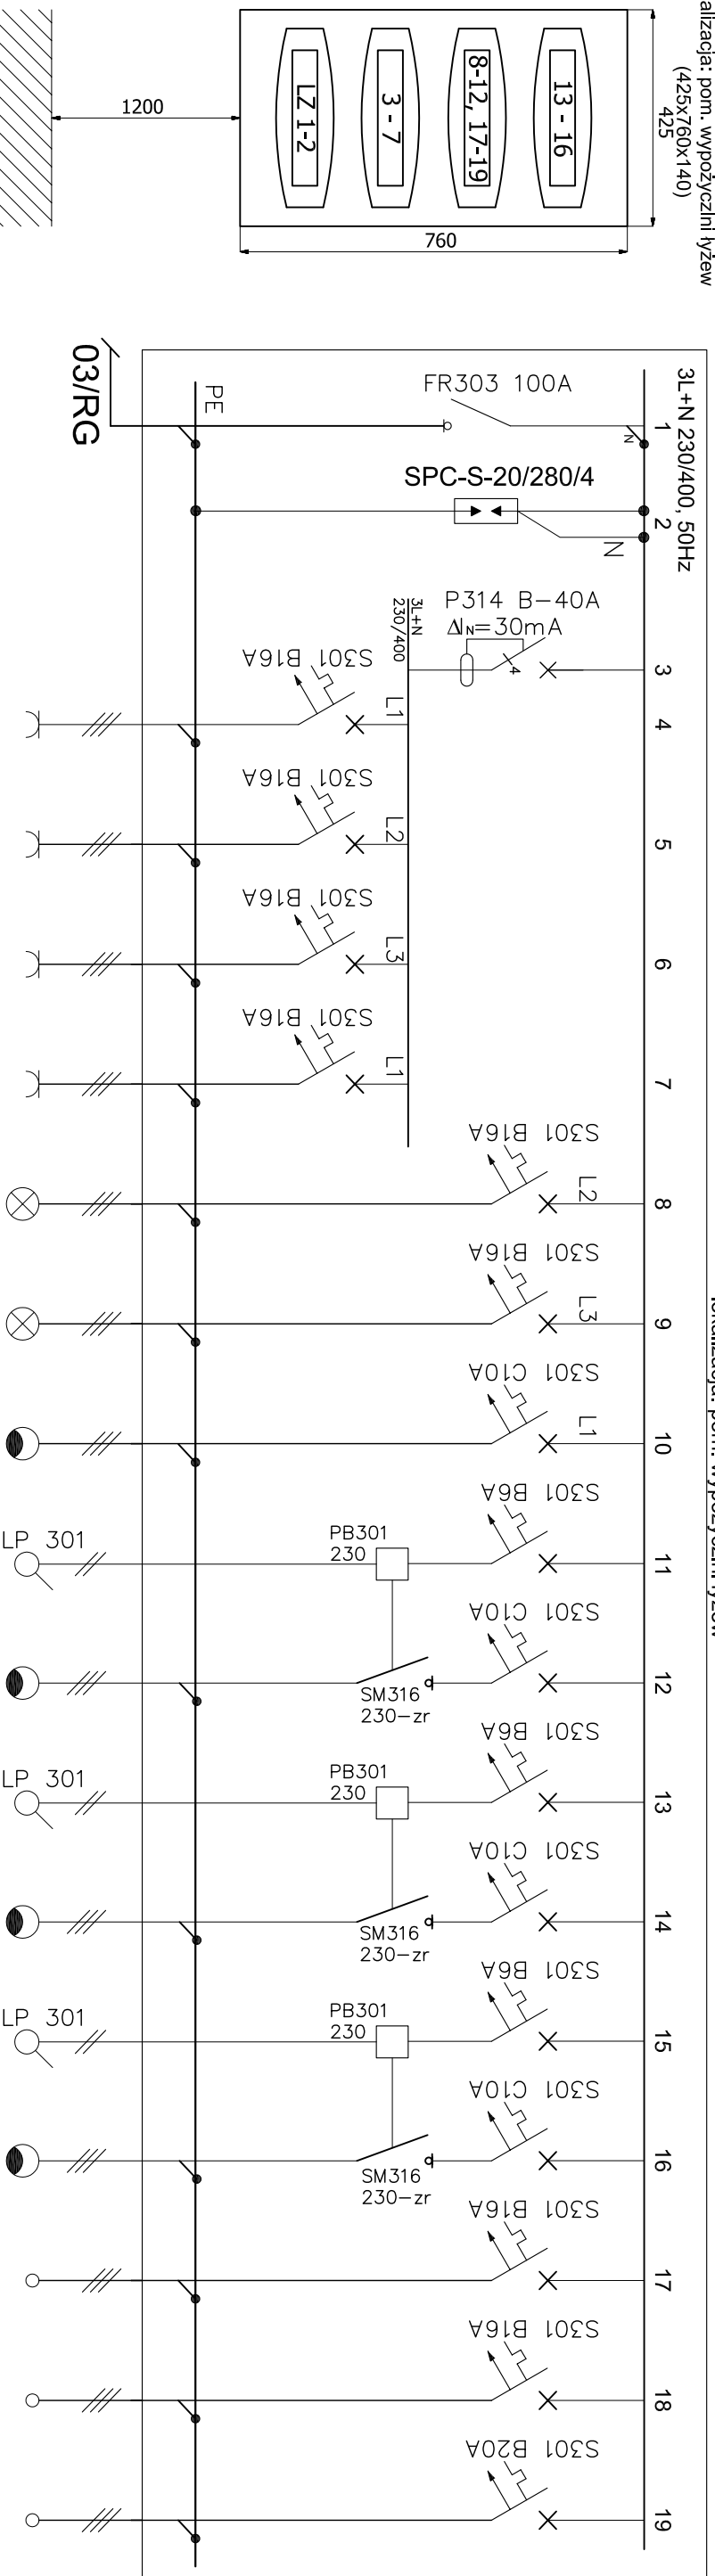 alizacja: pom. wypożyczlni łyżew
(425x760x140)
425
13 - 16
8-12, 17-19
3 - 7
LZ 1-2
1200
760
3L+N 230/400, 50Hz
03/RG
PE
1
FR303 100A
N
2
SPC-S-20/280/4
N
3
P314 B-40A
ΔIN=30mA
3L+N
230/400
4
L1
S301 B16A
5
L2
S301 B16A
6
L3
S301 B16A
7
L1
S301 B16A
8
L2
S301 B16A
9
L3
S301 B16A
10
L1
S301 C10A
11
S301 B6A
PB301
230
LP 301
12
S301 C10A
SM316
230-zr
13
S301 B6A
PB301
230
LP 301
14
S301 C10A
SM316
230-zr
15
S301 B6A
PB301
230
LP 301
16
S301 C10A
SM316
230-zr
17
S301 B16A
18
S301 B16A
19
S301 B20A